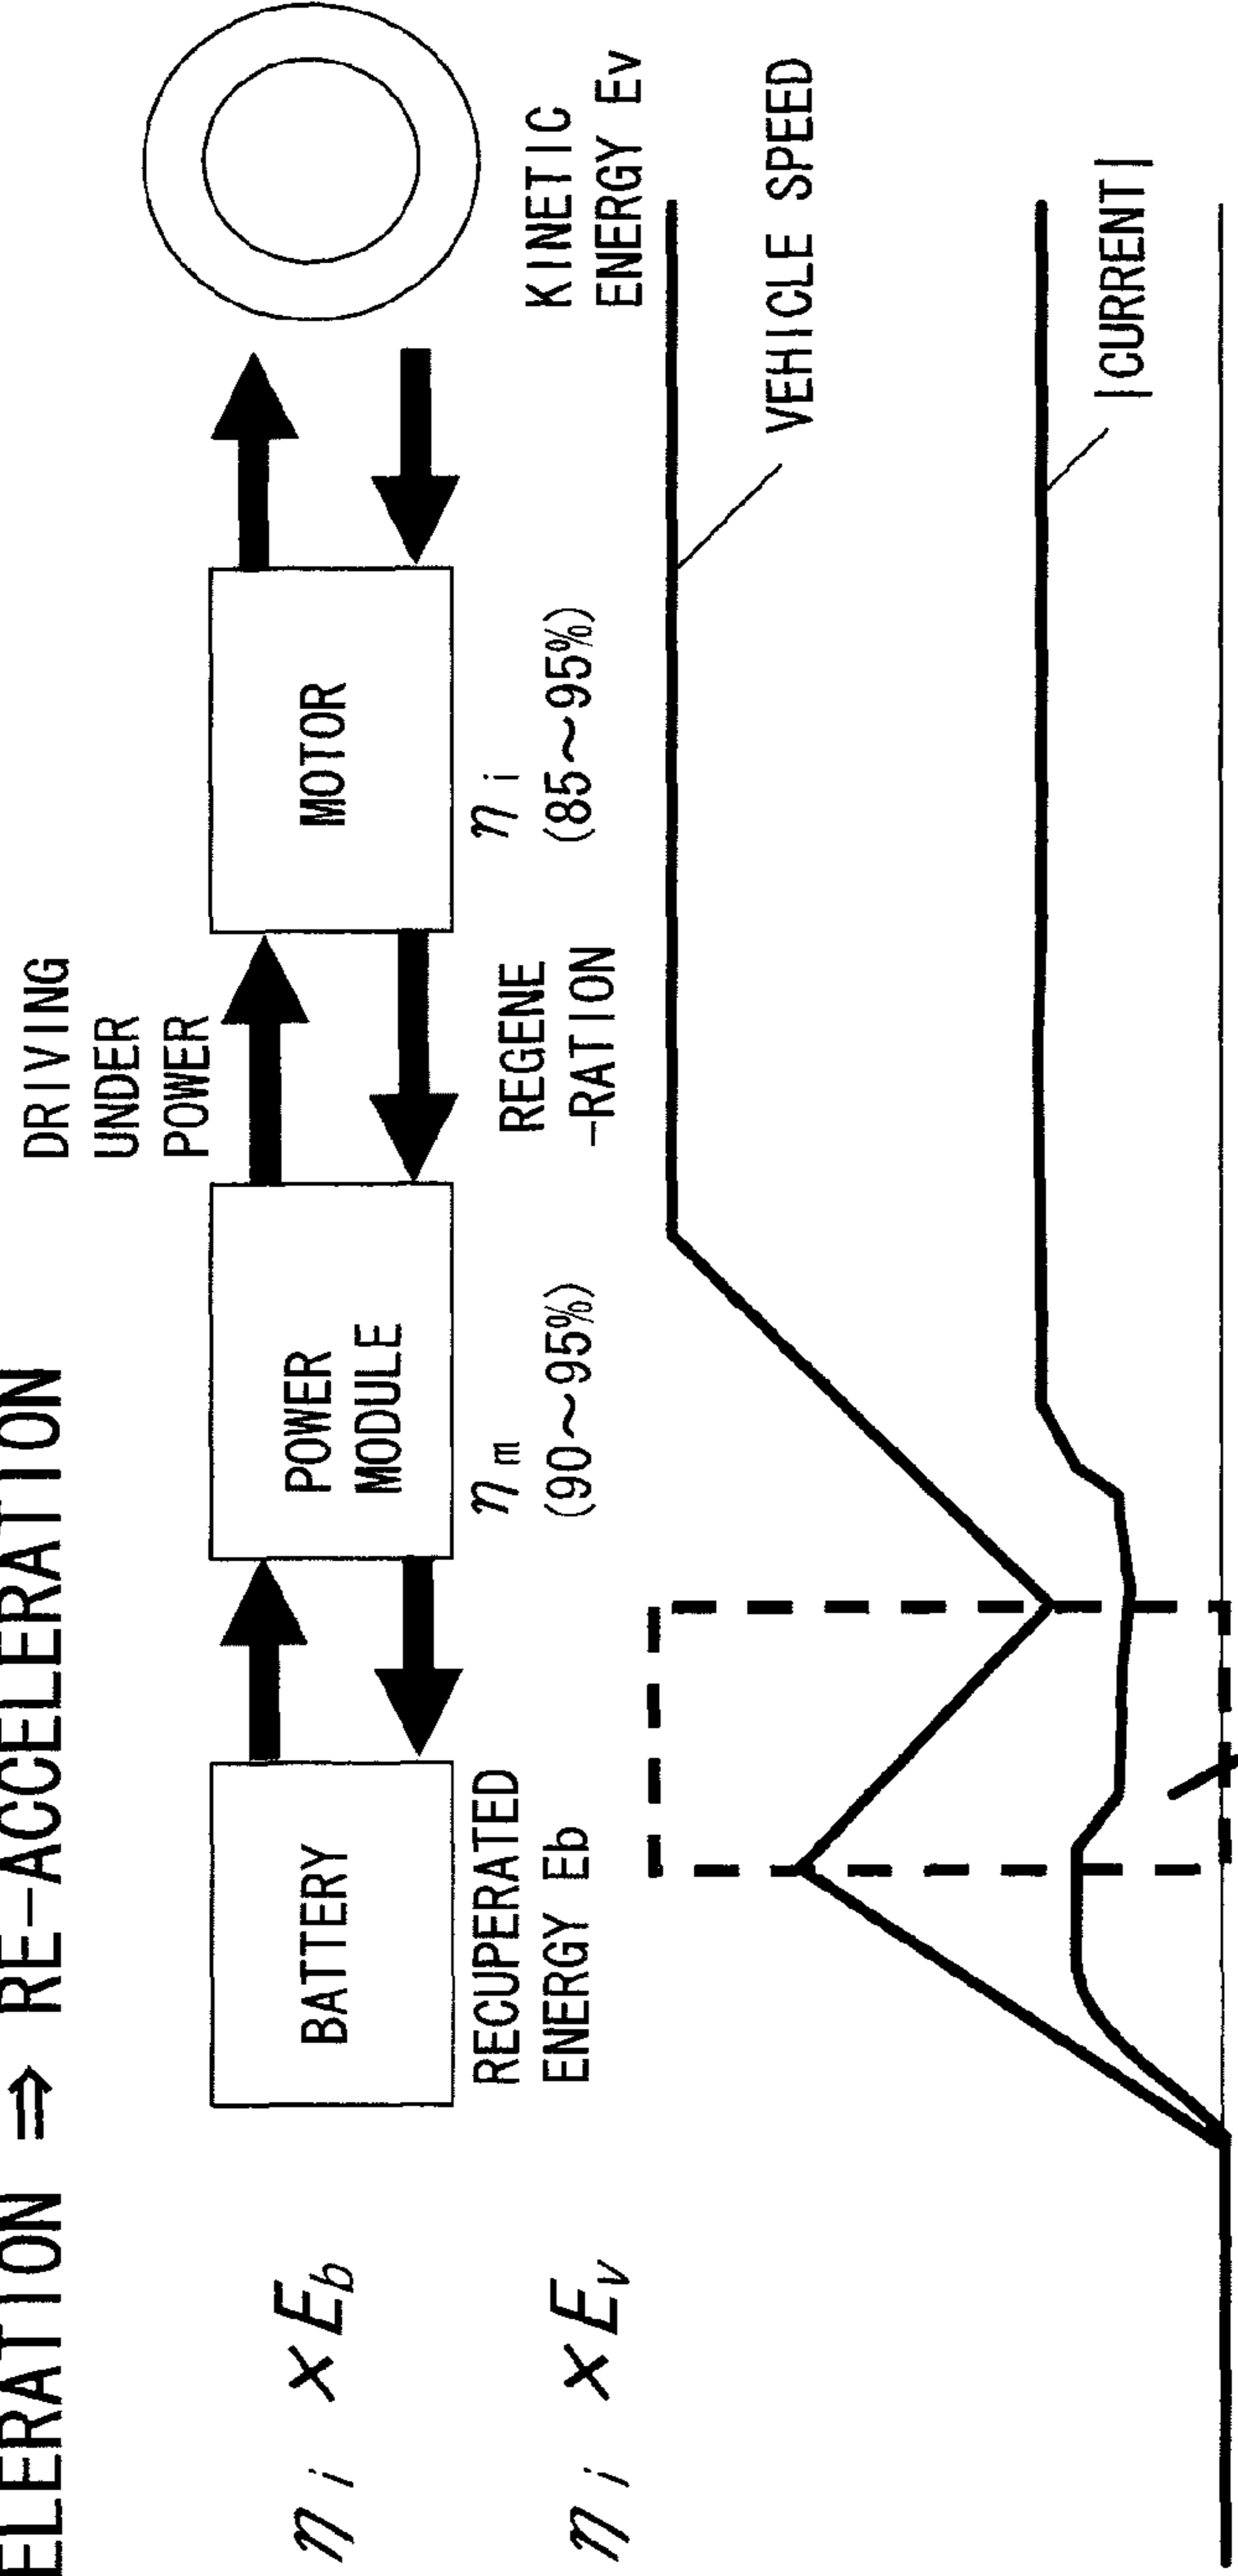 ELERATION ⇒ RE-ACCELERATION
DRIVING
UNDER
POWER
BATTERY
POWER
MODULE
MOTOR
RECUPERATED
ENERGY Eb
ηm
(90~95%)
REGENE
-RATION
ηi
(85~95%)
KINETIC
ENERGY Ev
ηi ×Eb
ηi ×Ev
VEHICLE SPEED
|CURRENT|